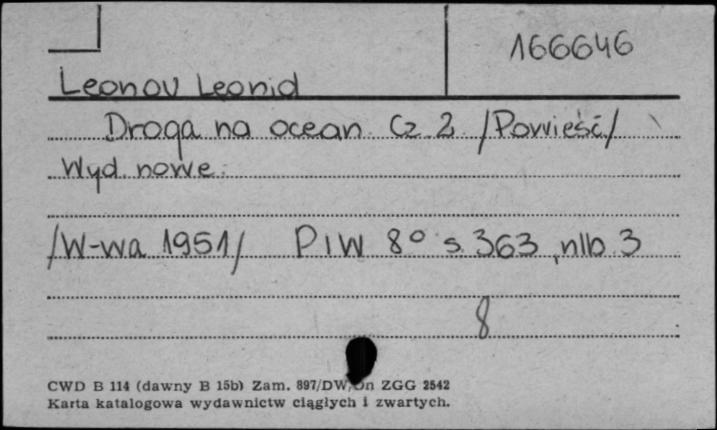 166646
Leonov Leonid
Droga na ocean. Cz. 2. /Powieść/
Wyd. nowe.
/W-wa 1951/ PIW 8° s. 363, nlb. 3
8
CWD B 114 (dawny B 15b) Zam. 897/DW/Dn ZGG 2542
Karta katalogowa wydawnictw ciągłych i zwartych.